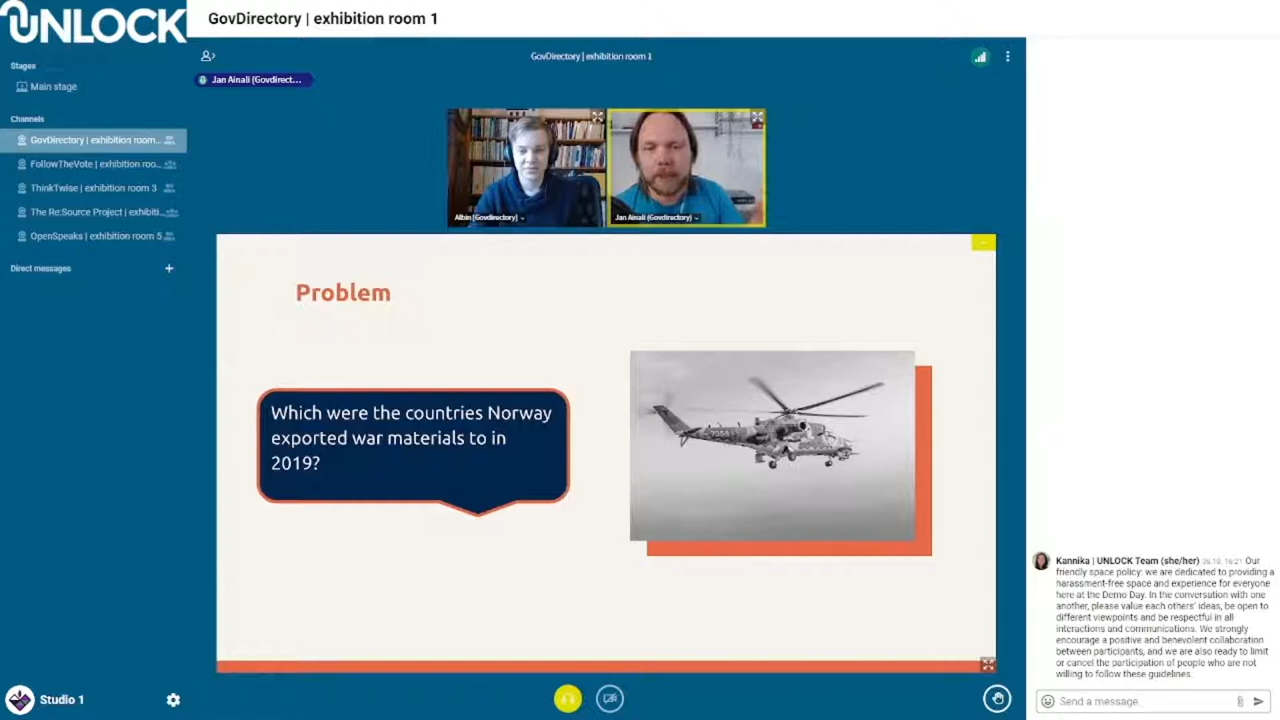 UNLOCK
GovDirectory | exhibition room 1
Stages
Main stage
Channels
GovDirectory | exhibition room...
FollowTheVote | exhibition roo...
ThinkTwise | exhibition room 3
The Re:Source Project | exhibiti...
OpenSpeaks | exhibition room 5
Direct messages
Studio 1
GovDirectory | exhibition room 1
Jan Ainali (Govdirect...
Albin (Govdirectory)
Jan Ainali (Govdirectory)
Problem
Which were the countries Norway
exported war materials to in
2019?
7356
Kannika | UNLOCK Team (she/her) 05.10, 16:21 Our
friendly space policy: we are dedicated to providing a
harassment-free space and experience for everyone
here at the Demo Day. In the conversation with one
another, please value each others' ideas, be open to
different viewpoints and be respectful in all
interactions and communications. We strongly
encourage a positive and benevolent collaboration
between participants, and we are also ready to limit
or cancel the participation of people who are not
willing to follow these guidelines.
Send a message...